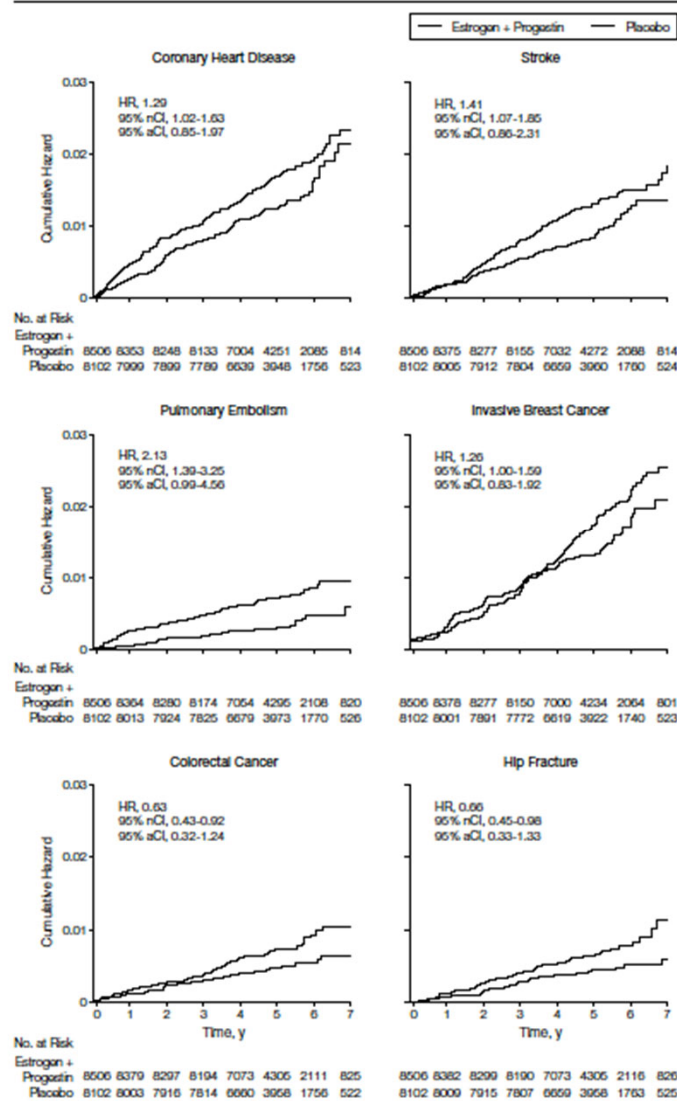 Estrogen + Progestin Placebo
Coronary Heart Disease
0.03
0.02
0.01
0
Cumulative Hazard
HR, 1.29
95% nCI, 1.02-1.63
95% aCI, 0.85-1.97
Stroke
HR, 1.41
95% nCI, 1.07-1.85
95% aCI, 0.86-2.31
No. at Risk
Estrogen +
Progestin 8506 8353 8248 8133 7004 4251 2085 814
Placebo 8102 7999 7899 7789 6639 3948 1756 523
8506 8375 8277 8155 7032 4272 2088 814
8102 8005 7912 7804 6659 3960 1760 524
Pulmonary Embolism
0.03
0.02
0.01
0
Cumulative Hazard
HR, 2.13
95% nCI, 1.39-3.25
95% aCI, 0.99-4.56
Invasive Breast Cancer
HR, 1.26
95% nCI, 1.00-1.59
95% aCI, 0.83-1.92
No. at Risk
Estrogen +
Progestin 8506 8364 8280 8174 7054 4295 2108 820
Placebo 8102 8013 7924 7825 6679 3973 1770 526
8506 8378 8277 8150 7000 4234 2064 801
8102 8001 7891 7772 6619 3922 1740 523
Colorectal Cancer
0.03
0.02
0.01
0
Cumulative Hazard
HR, 0.63
95% nCI, 0.43-0.92
95% aCI, 0.32-1.24
0 1 2 3 4 5 6 7
Time, y
Hip Fracture
HR, 0.66
95% nCI, 0.45-0.98
95% aCI, 0.33-1.33
0 1 2 3 4 5 6 7
Time, y
No. at Risk
Estrogen +
Progestin 8506 8379 8297 8194 7073 4305 2111 825
Placebo 8102 8003 7916 7814 6660 3958 1756 522
8506 8382 8299 8190 7073 4305 2116 826
8102 8009 7915 7807 6659 3958 1763 525